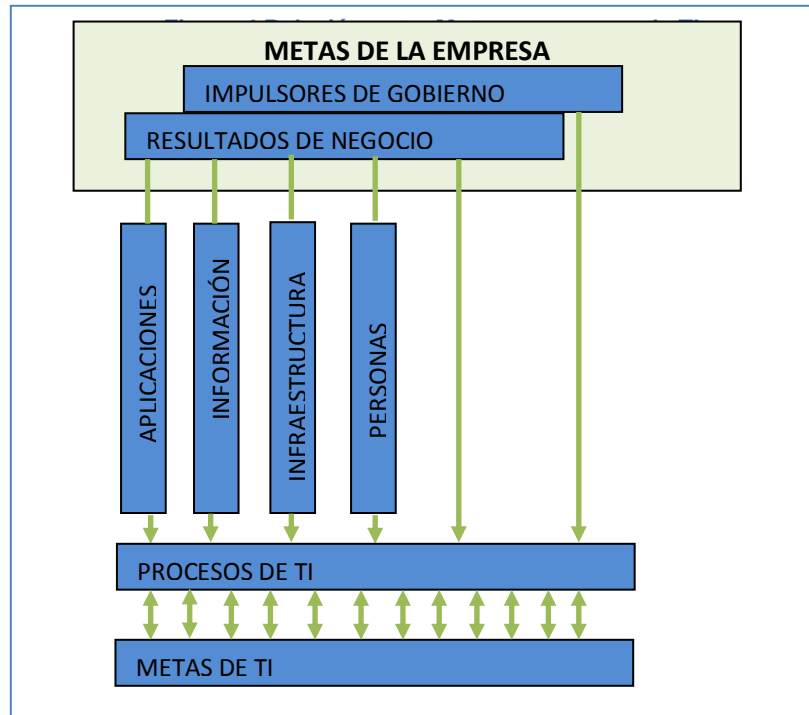 METAS DE LA EMPRESA
IMPULSORES DE GOBIERNO
RESULTADOS DE NEGOCIO
APLICACIONES
INFORMACIÓN
INFRAESTRUCTURA
PERSONAS
PROCESOS DE TI
METAS DE TI